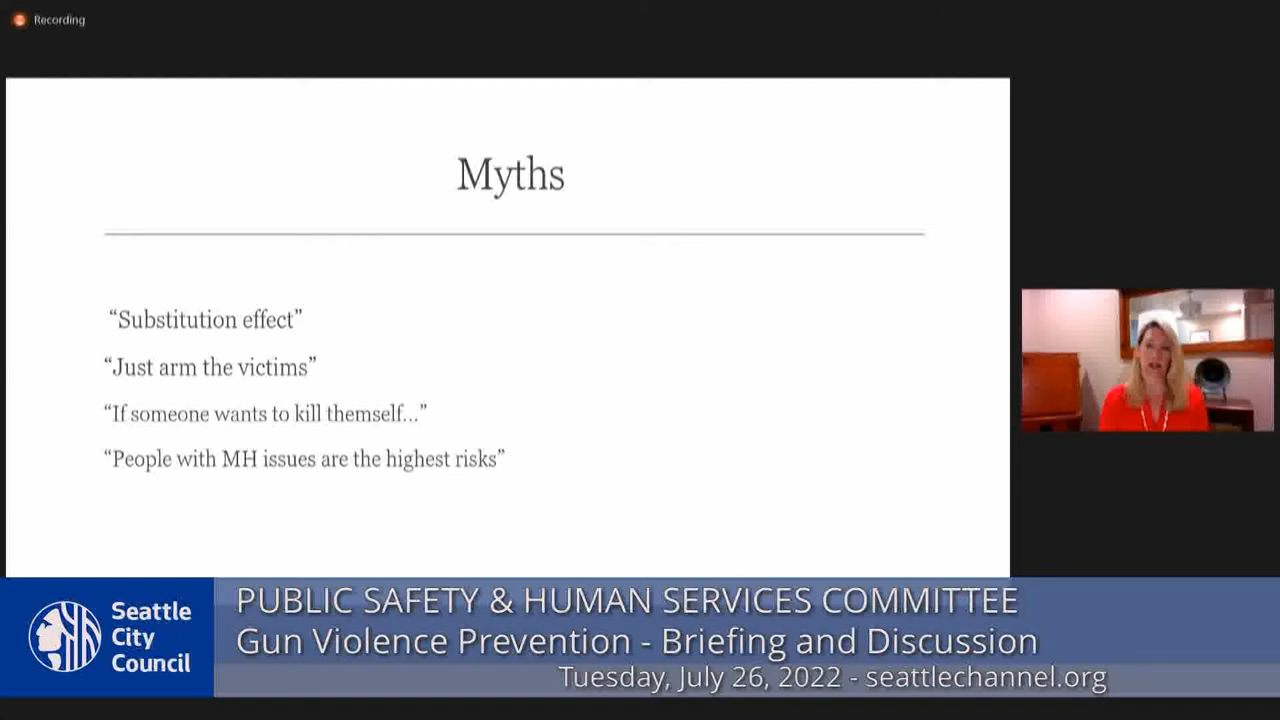 Recording
Myths
“Substitution effect”
“Just arm the victims”
“If someone wants to kill themself...”
“People with MH issues are the highest risks”
Seattle
City
Council
PUBLIC SAFETY & HUMAN SERVICES COMMITTEE
Gun Violence Prevention - Briefing and Discussion
Tuesday, July 26, 2022 - seattlechannel.org